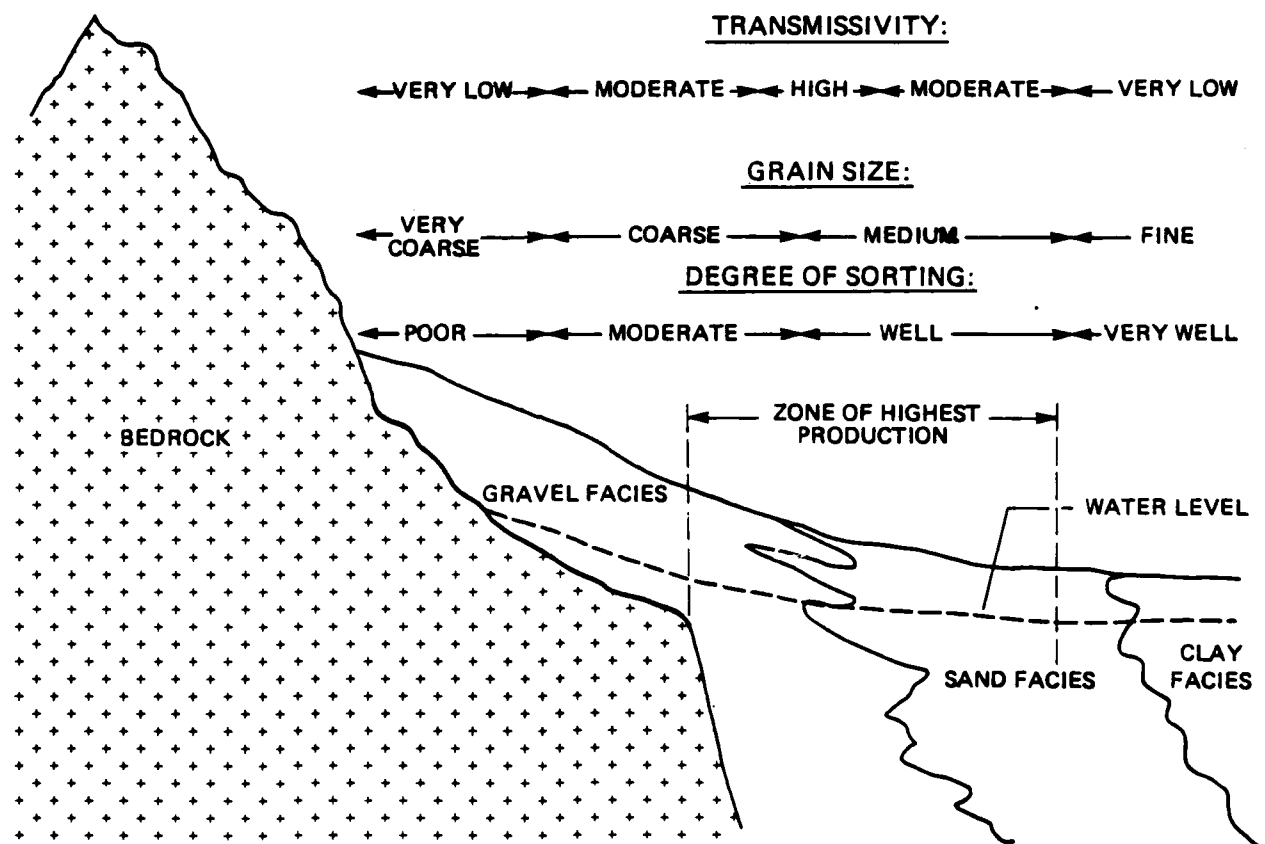 TRANSMISSIVITY:
VERY LOW MODERATE HIGH MODERATE VERY LOW
GRAIN SIZE:
VERY COARSE COARSE MEDIUM FINE
DEGREE OF SORTING:
POOR MODERATE WELL VERY WELL
ZONE OF HIGHEST
PRODUCTION
BEDROCK
GRAVEL FACIES
WATER LEVEL
SAND FACIES
CLAY
FACIES